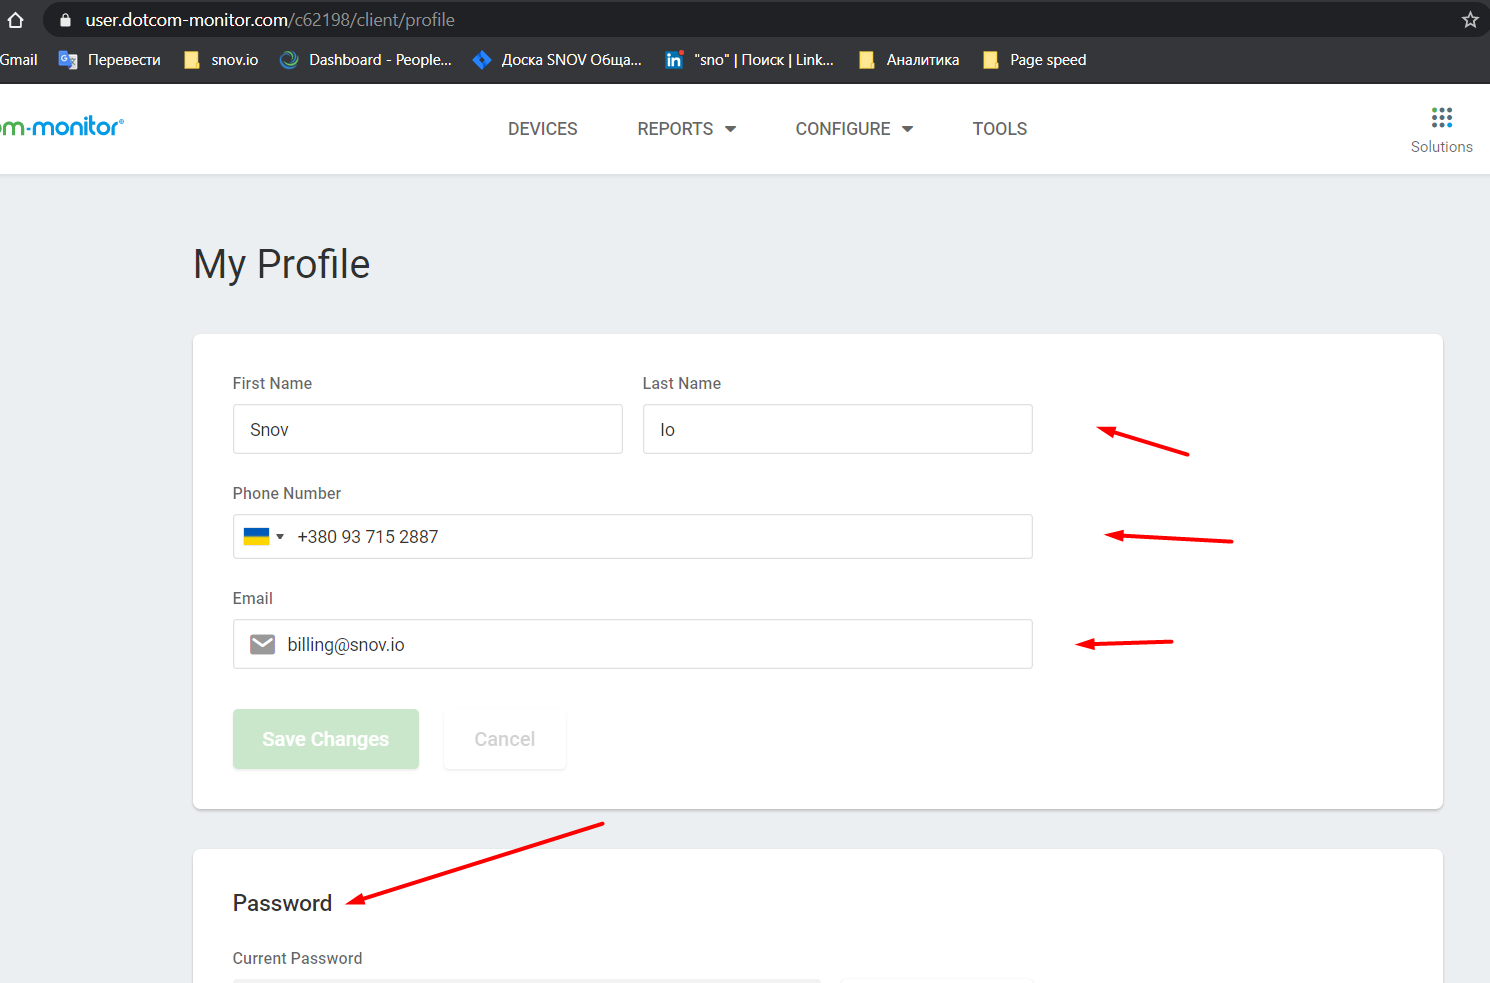 user.dotcom-monitor.com/c62198/client/profile
Gmail Перевести snov.io Dashboard - People... Доска SNOV Обща... "sno" | Поиск | Link... Аналитика Page speed
om-monitor® DEVICES REPORTS CONFIGURE TOOLS Solutions
My Profile
First Name Last Name
Snov Io
Phone Number
+380 93 715 2887
Email
billing@snov.io
Save Changes Cancel
Password
Current Password